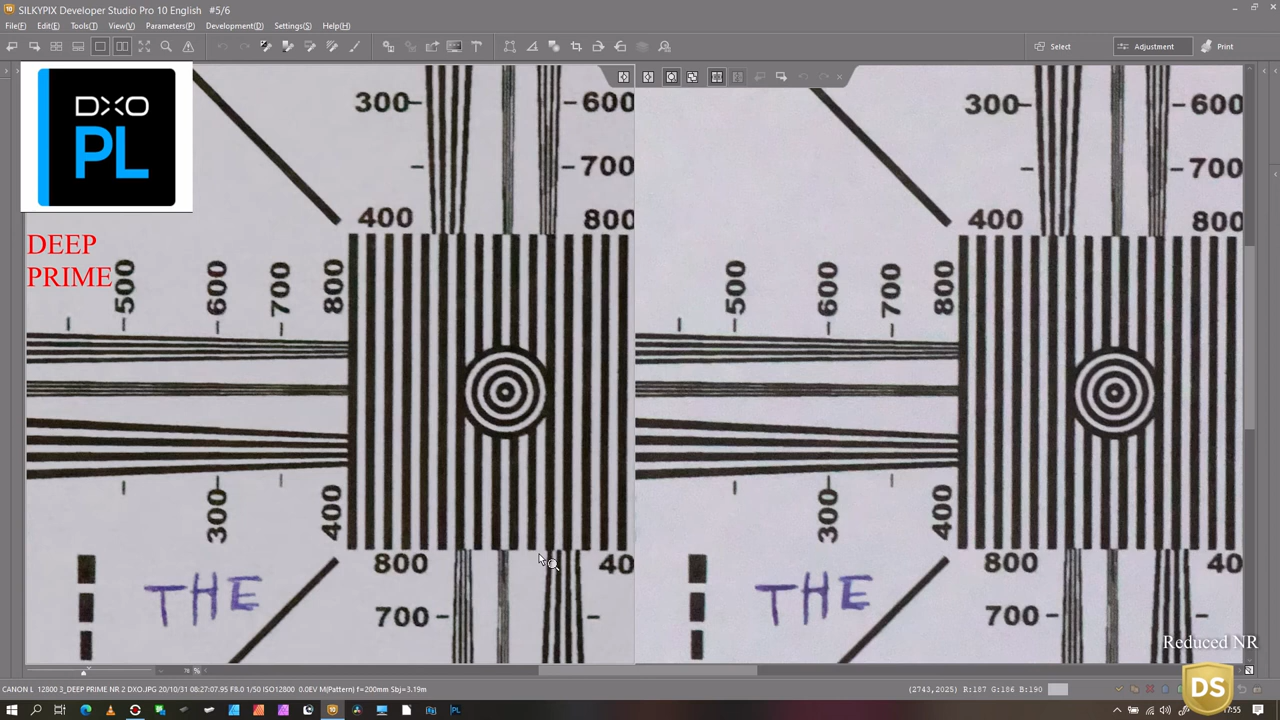 SILKYPIX Developer Studio Pro 10 English   #5/6
File(F) Edit(E) Tools(T) View(V) Parameters(P) Development(D) Settings(S) Help(H)
Select Adjustment Print
DXO
PL
DEEP
PRIME
300 600
700
400 800
500 600 700 800
300 400
800 40
700
THE
300 600
700
400 800
500 600 700 800
300 400
800 40
700
THE
Reduced NR
DS
76 %
CANON L 12800 3_DEEP PRIME NR 2 DXO.JPG 20/10/31 08:27:07.95 F8.0 1/50 ISO12800 0.0EV M(Pattern) f=200mm Sbj=3.19m
(2743,2025) R:187 G:186 B:190
PL
17:55